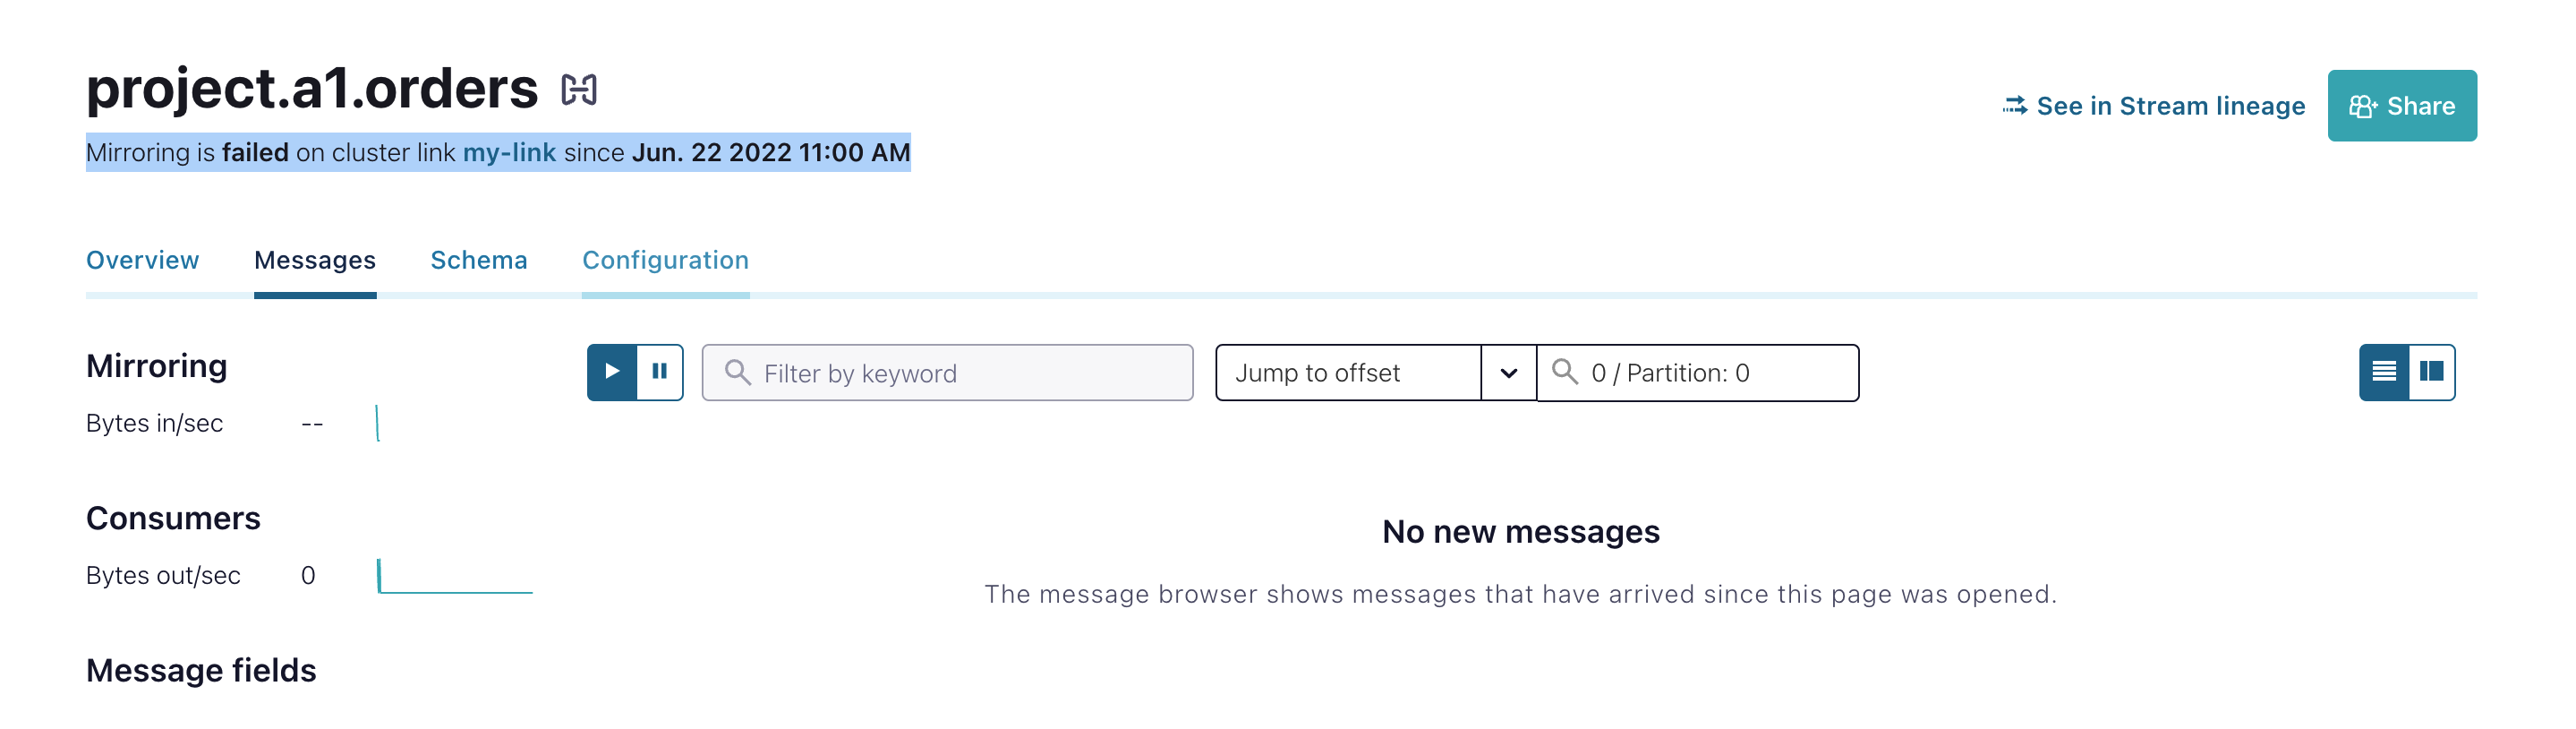 project.a1.orders
Mirroring is failed on cluster link my-link since Jun. 22 2022 11:00 AM
See in Stream lineage
Share
Overview Messages Schema Configuration
Mirroring
Bytes in/sec --
Filter by keyword
Jump to offset
0 / Partition: 0
Consumers
Bytes out/sec 0
No new messages
The message browser shows messages that have arrived since this page was opened.
Message fields